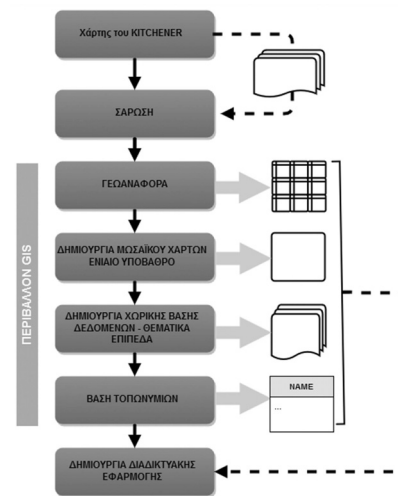 Χάρτης του KITCHENER
ΣΑΡΩΣΗ
ΓΕΩΑΝΑΦΟΡΑ
ΔΗΜΙΟΥΡΓΙΑ ΜΩΣΑΪΚΟΥ ΧΑΡΤΩΝ
ΕΝΙΑΙΟ ΥΠΟΒΑΘΡΟ
ΔΗΜΙΟΥΡΓΙΑ ΧΩΡΙΚΗΣ ΒΑΣΗΣ
ΔΕΔΟΜΕΝΩΝ - ΘΕΜΑΤΙΚΑ
ΕΠΙΠΕΔΑ
ΒΑΣΗ ΤΟΠΩΝΥΜΙΩΝ
NAME
...
ΔΗΜΙΟΥΡΓΙΑ ΔΙΑΔΙΚΤΥΑΚΗΣ
ΕΦΑΡΜΟΓΗΣ
ΠΕΡΙΒΑΛΛΟΝ GIS